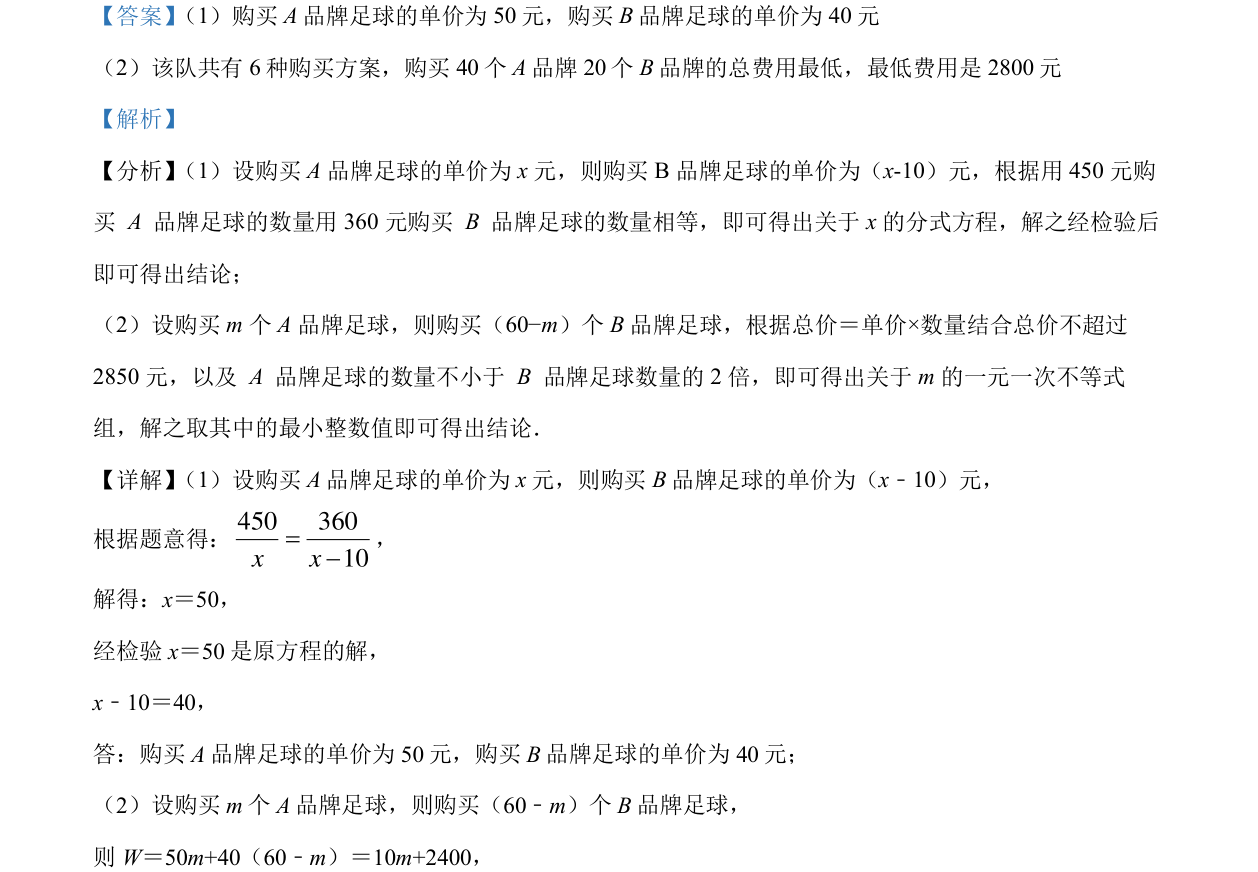 【答案】（1）购买 A 品牌足球的单价为 50 元，购买 B 品牌足球的单价为 40 元
（2）该队共有 6 种购买方案，购买 40 个 A 品牌 20 个 B 品牌的总费用最低，最低费用是 2800 元
【解析】
【分析】（1）设购买 A 品牌足球的单价为 x 元，则购买 B 品牌足球的单价为（x-10）元，根据用 450 元购
买 A 品牌足球的数量用 360 元购买 B 品牌足球的数量相等，即可得出关于 x 的分式方程，解之经检验后
即可得出结论；
（2）设购买 m 个 A 品牌足球，则购买（60−m）个 B 品牌足球，根据总价＝单价×数量结合总价不超过
2850 元，以及 A 品牌足球的数量不小于 B 品牌足球数量的 2 倍，即可得出关于 m 的一元一次不等式
组，解之取其中的最小整数值即可得出结论．
【详解】（1）设购买 A 品牌足球的单价为 x 元，则购买 B 品牌足球的单价为（x﹣10）元，
根据题意得：450/x = 360/(x−10)，
解得：x＝50，
经检验 x＝50 是原方程的解，
x﹣10＝40，
答：购买 A 品牌足球的单价为 50 元，购买 B 品牌足球的单价为 40 元；
（2）设购买 m 个 A 品牌足球，则购买（60﹣m）个 B 品牌足球，
则 W＝50m+40（60﹣m）＝10m+2400，